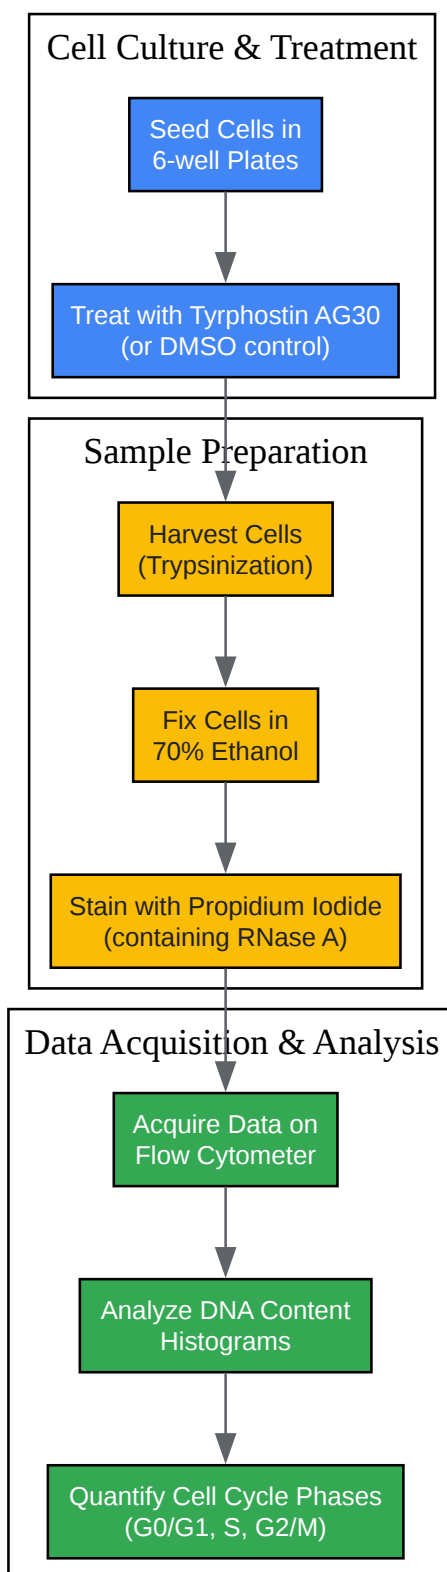 Cell Culture & Treatment
Seed Cells in
6-well Plates
Treat with Tyrphostin AG30
(or DMSO control)
Sample Preparation
Harvest Cells
(Trypsinization)
Fix Cells in
70% Ethanol
Stain with Propidium Iodide
(containing RNase A)
Data Acquisition & Analysis
Acquire Data on
Flow Cytometer
Analyze DNA Content
Histograms
Quantify Cell Cycle Phases
(G0/G1, S, G2/M)